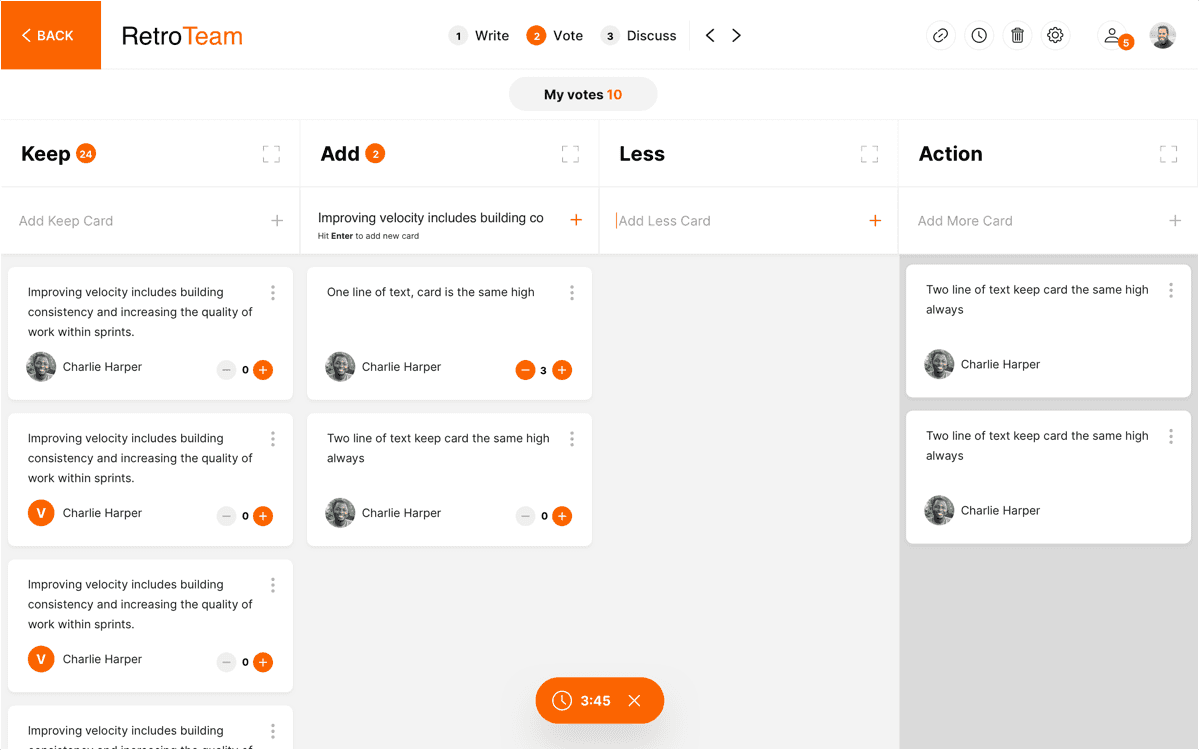 BACK
RetroTeam
1 Write
2 Vote
3 Discuss
5
My votes 10
Keep 24
Add 2
Less
Action
Add Keep Card
Improving velocity includes building co
Hit Enter to add new card
Add Less Card
Add More Card
Improving velocity includes building
consistency and increasing the quality of
work within sprints.
Charlie Harper
0
Improving velocity includes building
consistency and increasing the quality of
work within sprints.
V
Charlie Harper
0
Improving velocity includes building
consistency and increasing the quality of
work within sprints.
V
Charlie Harper
0
Improving velocity includes building
consistency and increasing the quality of
One line of text, card is the same high
Charlie Harper
3
Two line of text keep card the same high
always
Charlie Harper
0
Two line of text keep card the same high
always
Charlie Harper
Two line of text keep card the same high
always
Charlie Harper
3:45